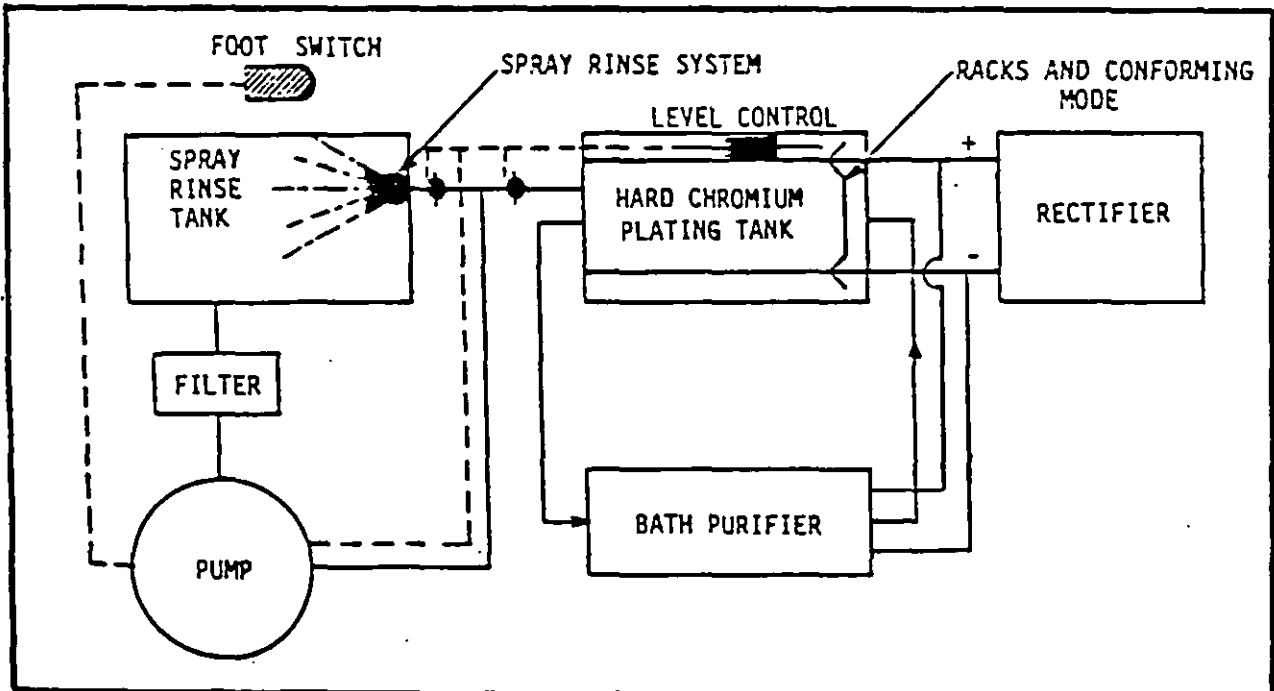 FOOT SWITCH
SPRAY RINSE SYSTEM
RACKS AND CONFORMING
MODE
LEVEL CONTROL
SPRAY
RINSE
TANK
HARD CHROMIUM
PLATING TANK
+
-
RECTIFIER
FILTER
BATH PURIFIER
PUMP